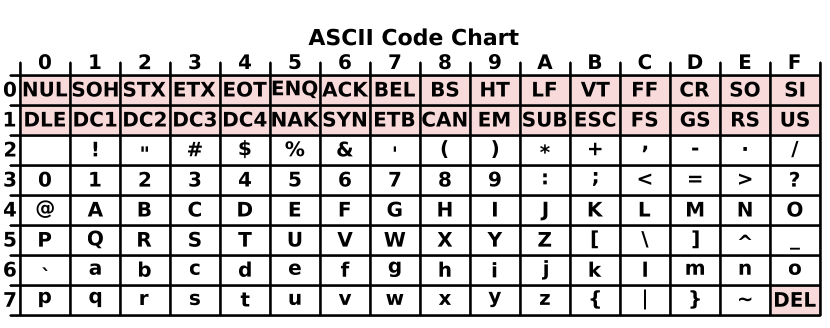 ASCII Code Chart
0 1 2 3 4 5 6 7 8 9 A B C D E F
0 NUL SOH STX ETX EOT ENQ ACK BEL BS HT LF VT FF CR SO SI
1 DLE DC1 DC2 DC3 DC4 NAK SYN ETB CAN EM SUB ESC FS GS RS US
2 ! " # $ % & ' ( ) * + , - . /
3 0 1 2 3 4 5 6 7 8 9 : ; < = > ?
4 @ A B C D E F G H I J K L M N O
5 P Q R S T U V W X Y Z [ \ ] ^ _
6 ` a b c d e f g h i j k l m n o
7 p q r s t u v w x y z { | } ~ DEL